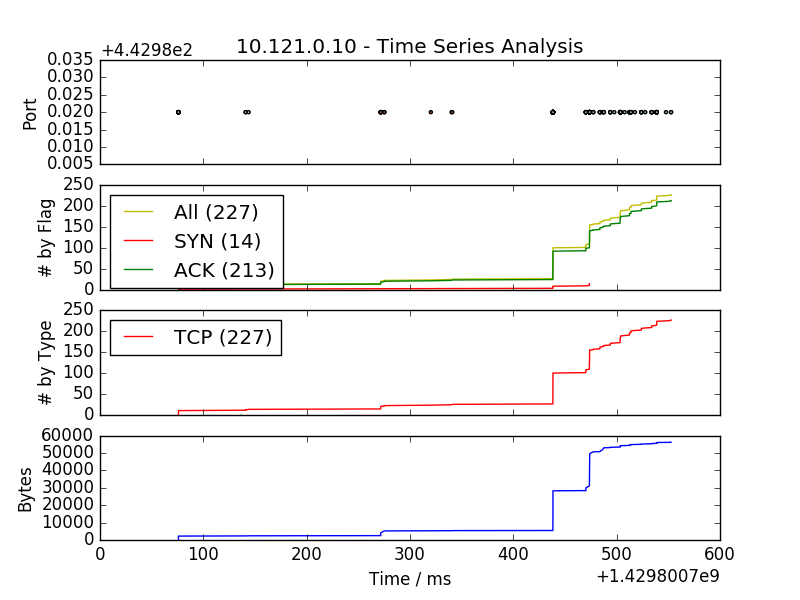 +4.4298e2
10.121.0.10 - Time Series Analysis
0.035
0.030
0.025
0.020
0.015
0.010
0.005
Port
250
200
150
100
50
0
# by Flag
All (227)
SYN (14)
ACK (213)
250
200
150
100
50
0
# by Type
TCP (227)
60000
50000
40000
30000
20000
10000
0
Bytes
0 100 200 300 400 500 600
Time / ms
+1.4298007e9